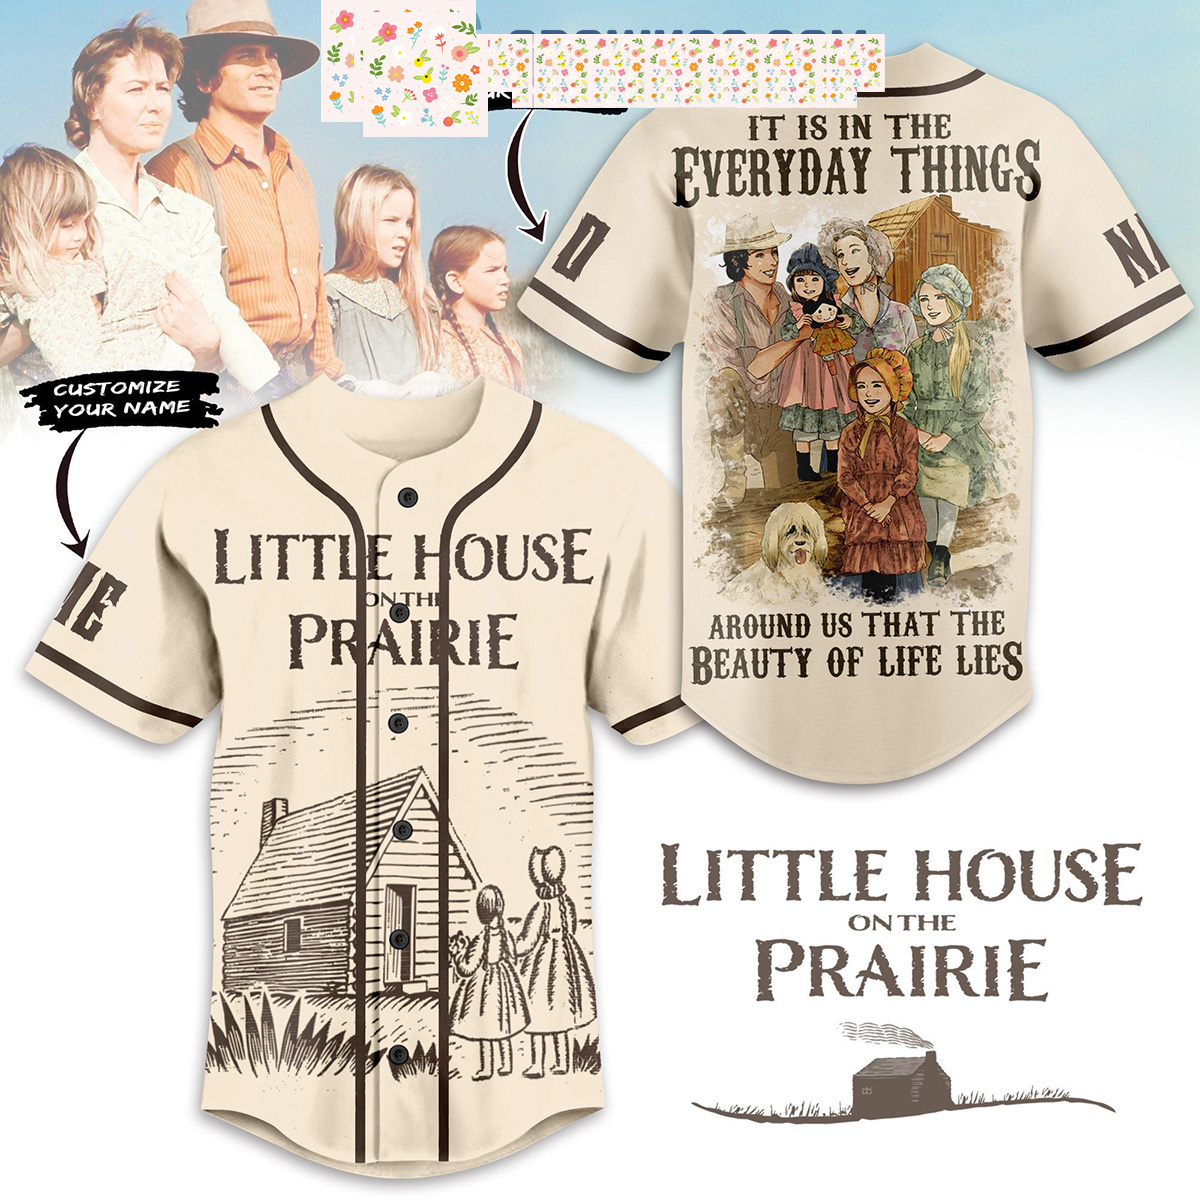 CUSTOMIZE
YOUR NAME
IT IS IN THE
EVERYDAY THINGS
AROUND US THAT THE
BEAUTY OF LIFE LIES
LITTLE HOUSE
ON THE
PRAIRIE
LITTLE HOUSE
ON THE
PRAIRIE